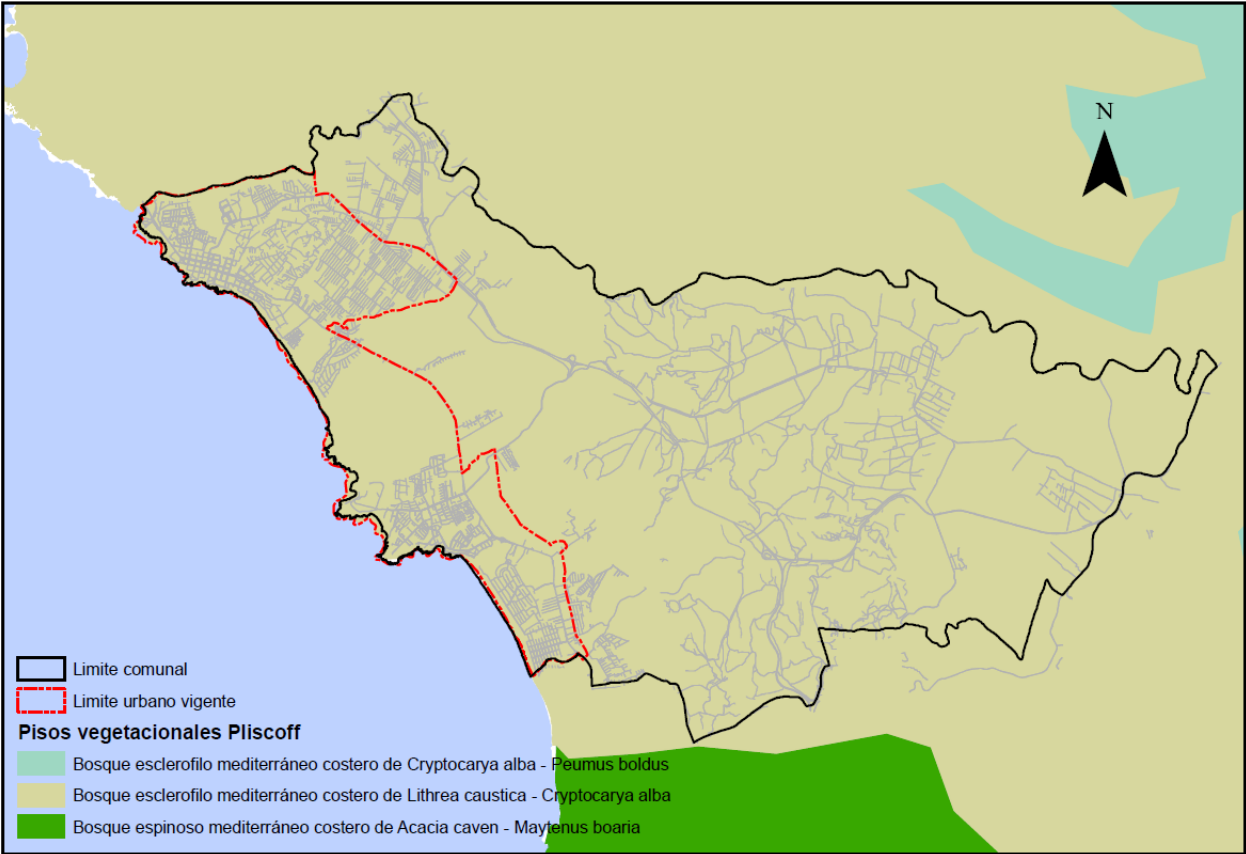 N
Limite comunal
Limite urbano vigente
Pisos vegetacionales Pliscoff
Bosque esclerofilo mediterráneo costero de Cryptocarya alba - Peumus boldus
Bosque esclerofilo mediterráneo costero de Lithrea caustica - Cryptocarya alba
Bosque espinoso mediterráneo costero de Acacia caven - Maytenus boaria